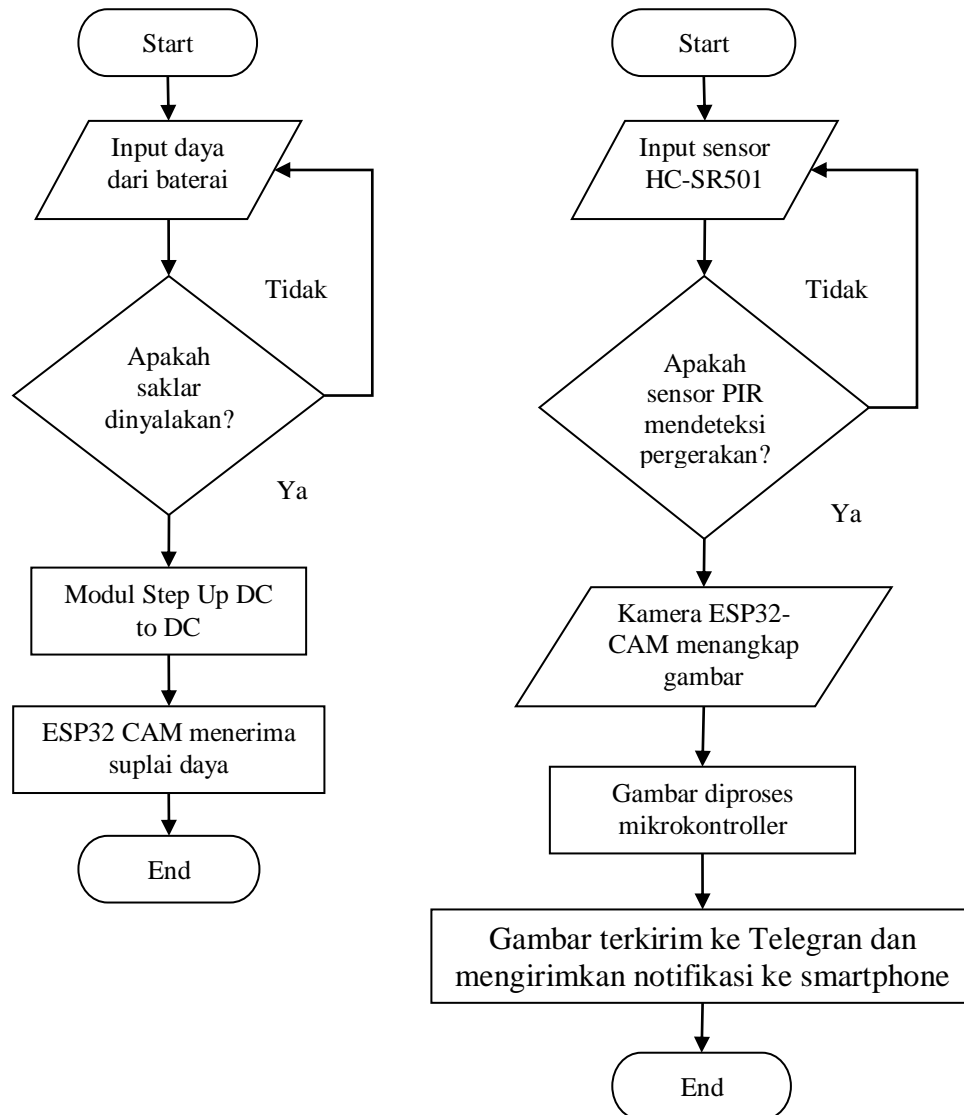 Start
Input daya
dari baterai
Tidak
Apakah
saklar
dinyalakan?
Ya
Modul Step Up DC
to DC
ESP32 CAM menerima
suplai daya
End
Start
Input sensor
HC-SR501
Tidak
Apakah
sensor PIR
mendeteksi
pergerakan?
Ya
Kamera ESP32-
CAM menangkap
gambar
Gambar diproses
mikrokontroller
Gambar terkirim ke Telegran dan
mengirimkan notifikasi ke smartphone
End